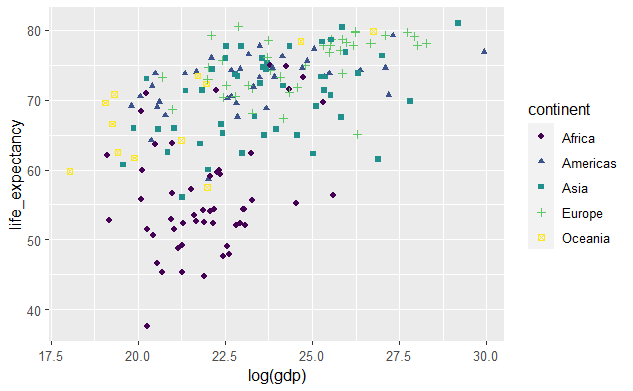 80
70
60
50
40
life_expectancy
17.5 20.0 22.5 25.0 27.5 30.0
log(gdp)
continent
Africa
Americas
Asia
Europe
Oceania